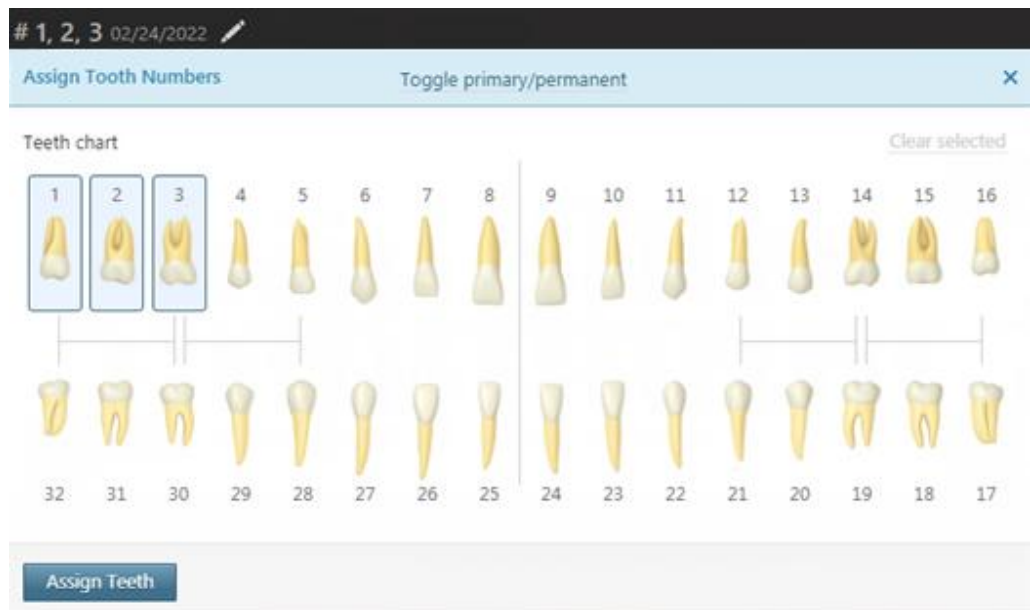 # 1, 2, 3 02/24/2022
Assign Tooth Numbers Toggle primary/permanent ×
Teeth chart Clear selected
1 2 3 4 5 6 7 8 9 10 11 12 13 14 15 16
32 31 30 29 28 27 26 25 24 23 22 21 20 19 18 17
Assign Teeth